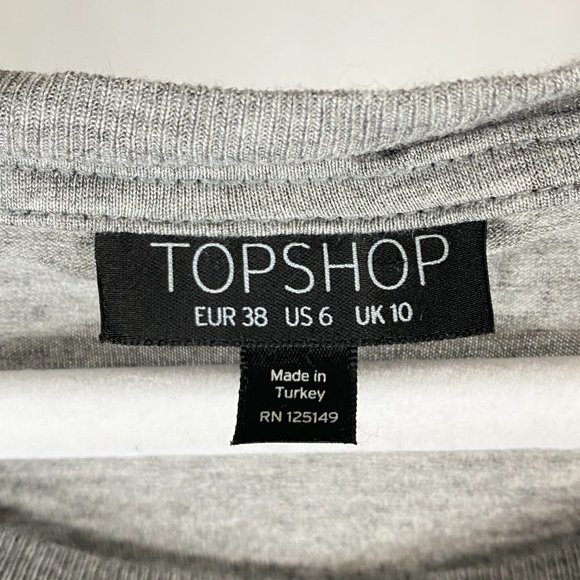 TOPSHOP
EUR 38 US 6 UK 10
Made in
Turkey
RN 125149